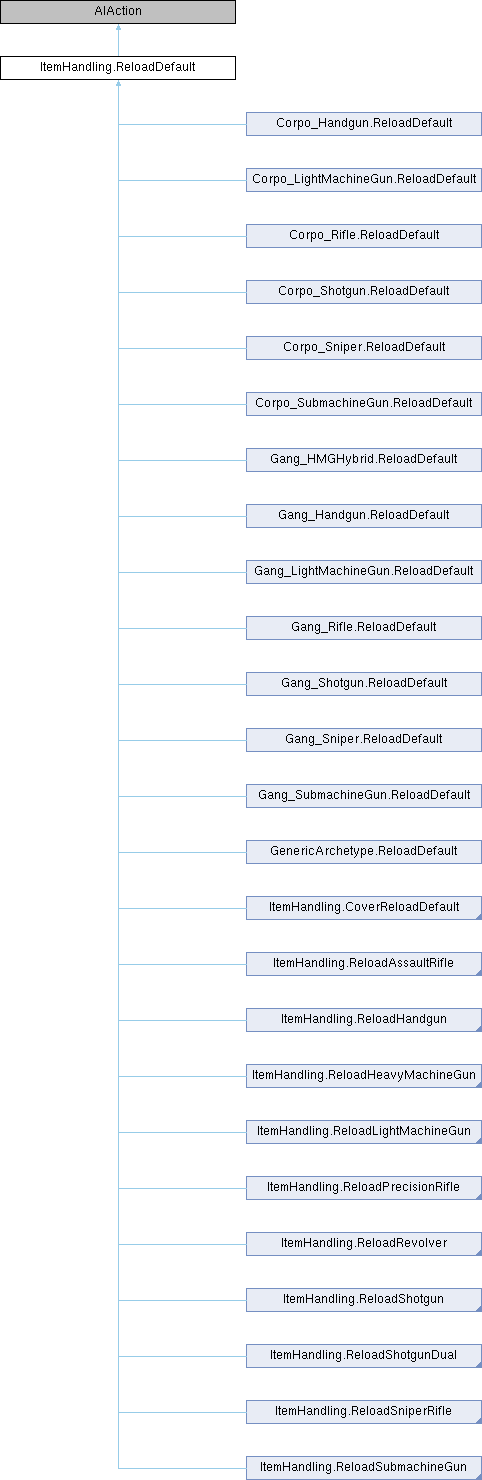 AIAction
ItemHandling.ReloadDefault
Corpo_Handgun.ReloadDefault
Corpo_LightMachineGun.ReloadDefault
Corpo_Rifle.ReloadDefault
Corpo_Shotgun.ReloadDefault
Corpo_Sniper.ReloadDefault
Corpo_SubmachineGun.ReloadDefault
Gang_HMGHybrid.ReloadDefault
Gang_Handgun.ReloadDefault
Gang_LightMachineGun.ReloadDefault
Gang_Rifle.ReloadDefault
Gang_Shotgun.ReloadDefault
Gang_Sniper.ReloadDefault
Gang_SubmachineGun.ReloadDefault
GenericArchetype.ReloadDefault
ItemHandling.CoverReloadDefault
ItemHandling.ReloadAssaultRifle
ItemHandling.ReloadHandgun
ItemHandling.ReloadHeavyMachineGun
ItemHandling.ReloadLightMachineGun
ItemHandling.ReloadPrecisionRifle
ItemHandling.ReloadRevolver
ItemHandling.ReloadShotgun
ItemHandling.ReloadShotgunDual
ItemHandling.ReloadSniperRifle
ItemHandling.ReloadSubmachineGun